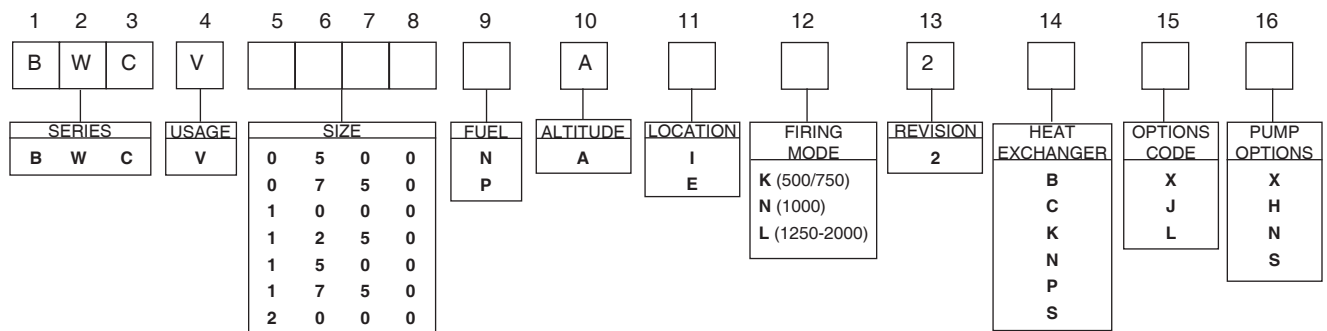 1 2 3 4 5 6 7 8 9 10 11 12 13 14 15 16
B W C V A 2
SERIES
B W C
USAGE
V
SIZE
0 5 0 0
0 7 5 0
1 0 0 0
1 2 5 0
1 5 0 0
1 7 5 0
2 0 0 0
FUEL
N
P
ALTITUDE
A
LOCATION
I
E
FIRING
MODE
K (500/750)
N (1000)
L (1250-2000)
REVISION
2
HEAT
EXCHANGER
B
C
K
N
P
S
OPTIONS
CODE
X
J
L
PUMP
OPTIONS
X
H
N
S